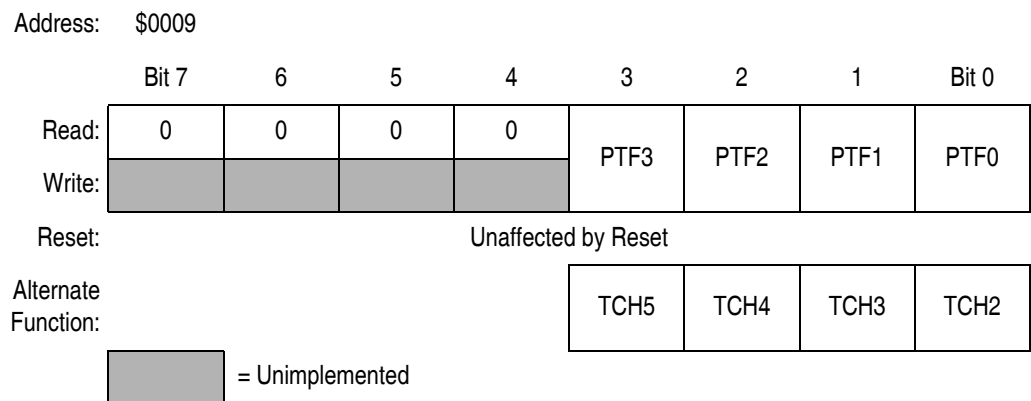 Address: $0009
Bit 7 6 5 4 3 2 1 Bit 0
Read: 0 0 0 0 PTF3 PTF2 PTF1 PTF0
Write:
Reset: Unaffected by Reset
Alternate Function: TCH5 TCH4 TCH3 TCH2
= Unimplemented